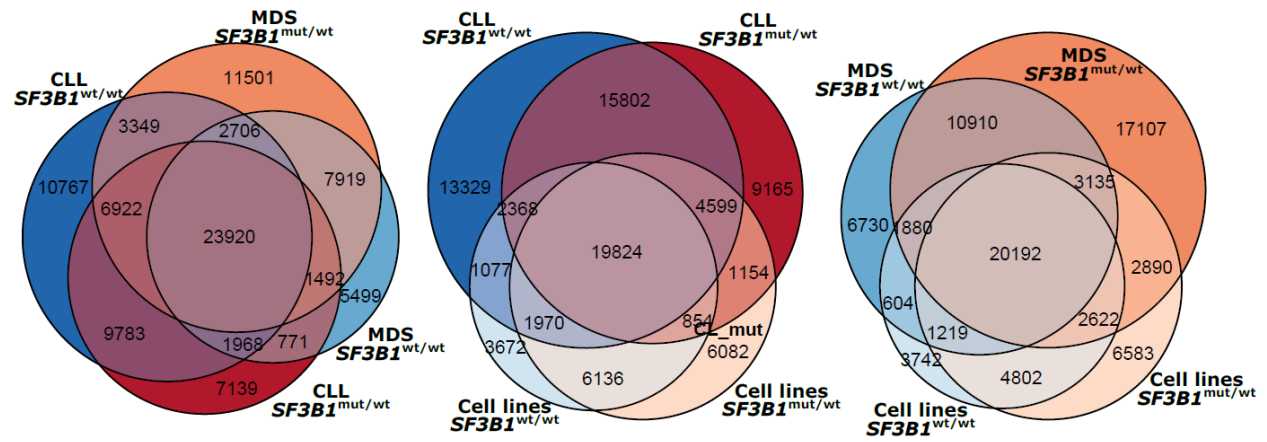 MDS
SF3B1mut/wt
11501
CLL
SF3B1wt/wt
3349
2706
10767
7919
6922
23920
1492
5499
9783
1968
771
MDS
SF3B1wt/wt
7139
CLL
SF3B1mut/wt
CLL
SF3B1wt/wt
CLL
SF3B1mut/wt
15802
13329
9165
2368
4599
19824
1077
1154
1970
854
CL_mut
3672
6082
6136
Cell lines
SF3B1wt/wt
Cell lines
SF3B1mut/wt
MDS
SF3B1wt/wt
MDS
SF3B1mut/wt
10910
17107
3135
6730
1880
20192
2890
604
1219
2622
3742
6583
4802
Cell lines
SF3B1wt/wt
Cell lines
SF3B1mut/wt